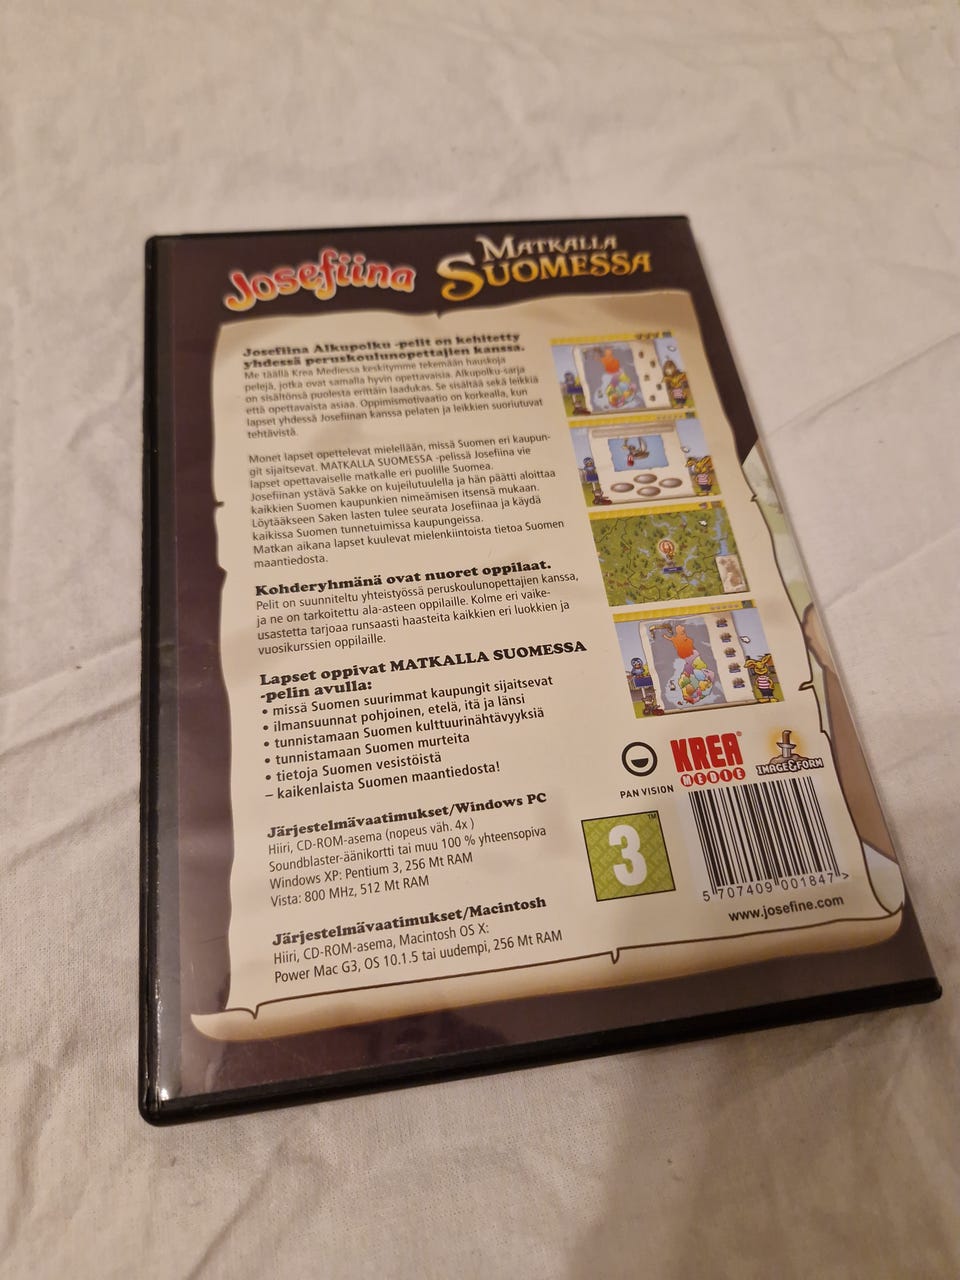 Josefiina
MATKALLA
SUOMESSA
Josefiina Alkupolku -pelit on kehitetty
yhdessä peruskoulunopettajien kanssa.
Me täällä Krea Mediessa keskitymme tekemään hauskoja
pelejä, jotka ovat samalla hyvin opettavaisia. Alkupolku-sarja
on sisältönsä puolesta erittäin laadukas. Se sisältää sekä leikkiä
että opettavaista asiaa. Oppimismotivaatio on korkealla, kun
lapset yhdessä Josefiinan kanssa pelaten ja leikkien suoriutuvat
tehtävistä.
Monet lapset opettelevat mielellään, missä Suomen eri kaupun-
git sijaitsevat. MATKALLA SUOMESSA -pelissä Josefiina vie
lapset opettavaiselle matkalle eri puolille Suomea.
Josefiinan ystävä Sakke on kujeilutuulella ja hän päätti aloittaa
kaikkien Suomen kaupunkien nimeämisen itsensä mukaan.
Löytääkseen Saken lasten tulee seurata Josefiinaa ja käydä
kaikissa Suomen tunnetuimissa kaupungeissa.
Matkan aikana lapset kuulevat mielenkiintoista tietoa Suomen
maantiedosta.
Kohderyhmänä ovat nuoret oppilaat.
Pelit on suunniteltu yhteistyössä peruskoulunopettajien kanssa,
ja ne on tarkoitettu ala-asteen oppilaille. Kolme eri vaike-
usastetta tarjoaa runsaasti haasteita kaikkien eri luokkien ja
vuosikurssien oppilaille.
Lapset oppivat MATKALLA SUOMESSA
-pelin avulla:
• missä Suomen suurimmat kaupungit sijaitsevat
• ilmansuunnat pohjoinen, etelä, itä ja länsi
• tunnistamaan Suomen kulttuurinähtävyyksiä
• tunnistamaan Suomen murteita
• tietoja Suomen vesistöistä
– kaikenlaista Suomen maantiedosta!
Järjestelmävaatimukset/Windows PC
Hiiri, CD-ROM-asema (nopeus väh. 4x )
Soundblaster-äänikortti tai muu 100 % yhteensopiva
Windows XP: Pentium 3, 256 Mt RAM
Vista: 800 MHz, 512 Mt RAM
Järjestelmävaatimukset/Macintosh
Hiiri, CD-ROM-asema, Macintosh OS X:
Power Mac G3, OS 10.1.5 tai uudempi, 256 Mt RAM
PAN VISION
KREA
MEDIE
IMAGE&FORM
3
TM
5 707409 001847 >
www.josefine.com